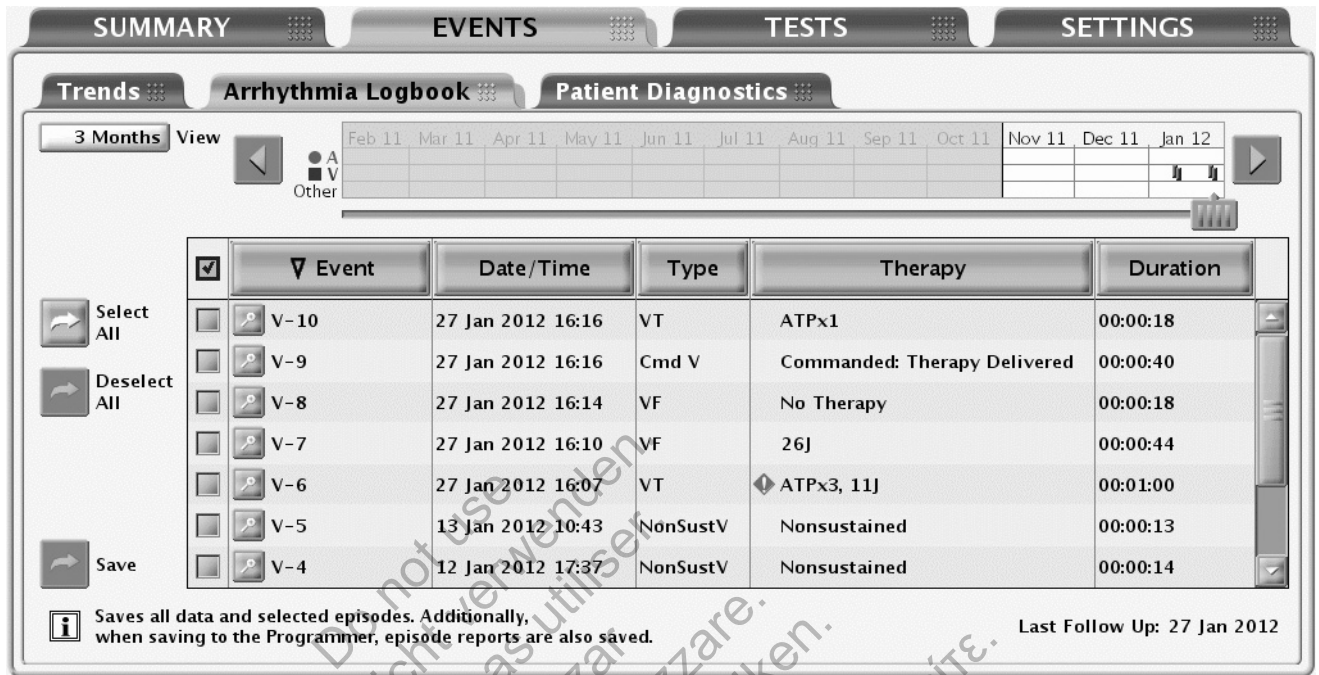 SUMMARY EVENTS TESTS SETTINGS
Trends Arrhythmia Logbook Patient Diagnostics
3 Months View
Feb 11 Mar 11 Apr 11 May 11 Jun 11 Jul 11 Aug 11 Sep 11 Oct 11 Nov 11 Dec 11 Jan 12
A
V
Other
Event Date/Time Type Therapy Duration
Select All
Deselect All
Save
V-10 27 Jan 2012 16:16 VT ATPx1 00:00:18
V-9 27 Jan 2012 16:16 Cmd V Commanded: Therapy Delivered 00:00:40
V-8 27 Jan 2012 16:14 VF No Therapy 00:00:18
V-7 27 Jan 2012 16:10 VF 26J 00:00:44
V-6 27 Jan 2012 16:07 VT ATPx3, 11J 00:01:00
V-5 13 Jan 2012 10:43 NonSustV Nonsustained 00:00:13
V-4 12 Jan 2012 17:37 NonSustV Nonsustained 00:00:14
Saves all data and selected episodes. Additionally,
when saving to the Programmer, episode reports are also saved.
Last Follow Up: 27 Jan 2012
Do not use
verwenden.
utiliser.